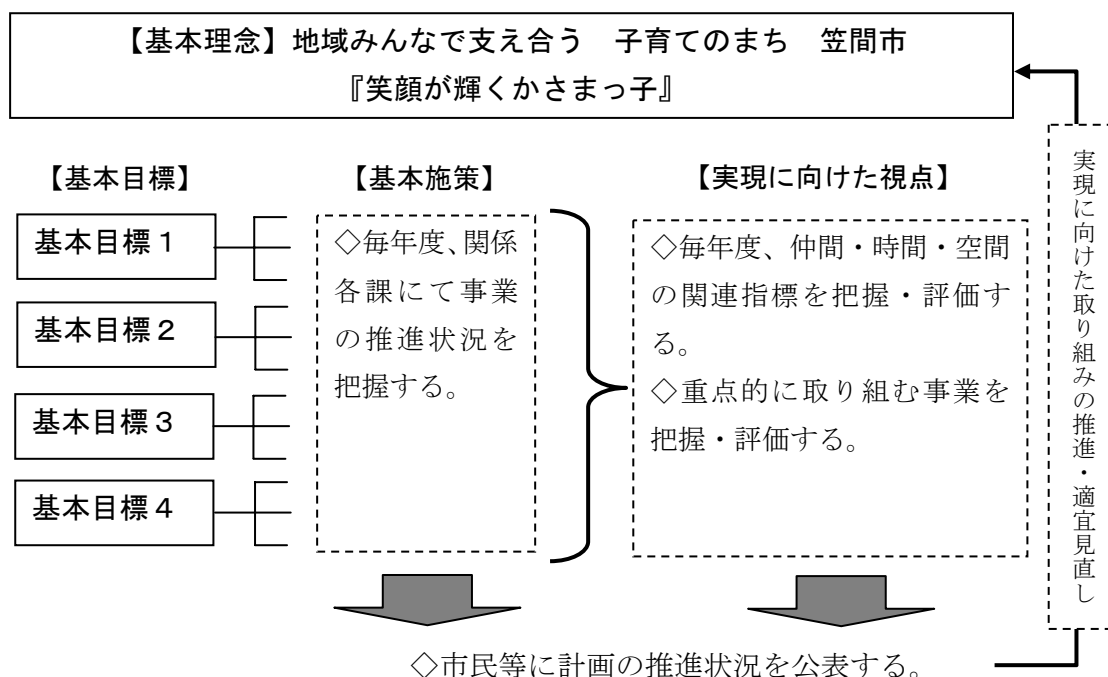 【基本理念】地域みんなで支え合う　子育てのまち　笠間市
『笑顔が輝くかさまっ子』
【基本目標】
【基本施策】
【実現に向けた視点】
基本目標１
基本目標２
基本目標３
基本目標４
◇毎年度、関係
各課にて事業
の推進状況を
把握する。
◇毎年度、仲間・時間・空間
の関連指標を把握・評価す
る。
◇重点的に取り組む事業を
把握・評価する。
実現に向けた取り組みの推進・適宜見直し
◇市民等に計画の推進状況を公表する。